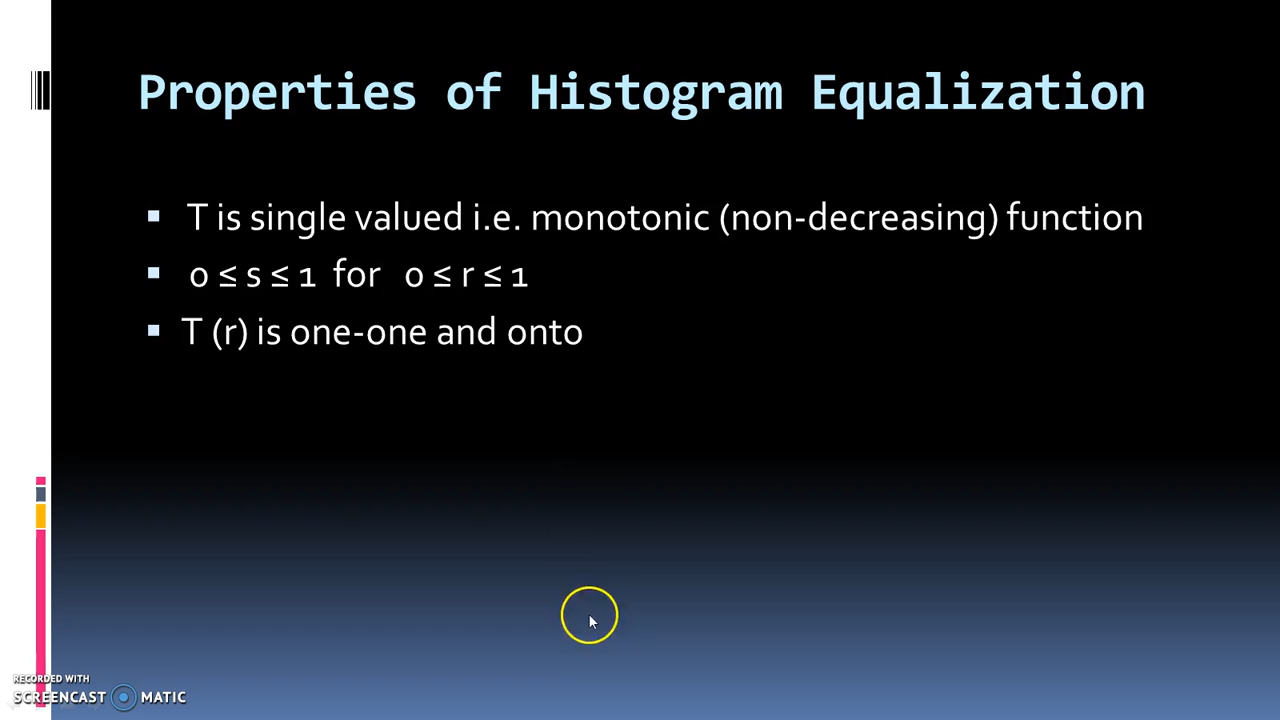 Properties of Histogram Equalization
T is single valued i.e. monotonic (non-decreasing) function
0 ≤ s ≤ 1 for 0 ≤ r ≤ 1
T (r) is one-one and onto
RECORDED WITH
SCREENCAST MATIC